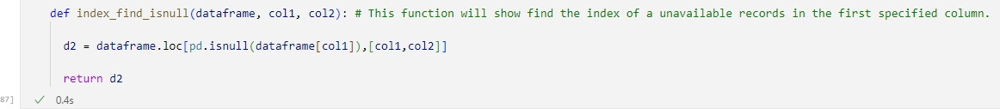 def index_find_isnull(dataframe, col1, col2): # This function will show find the index of a unavailable records in the first specified column.
d2 = dataframe.loc[pd.isnull(dataframe[col1]),[col1,col2]]
return d2
87] ✓ 0.4s